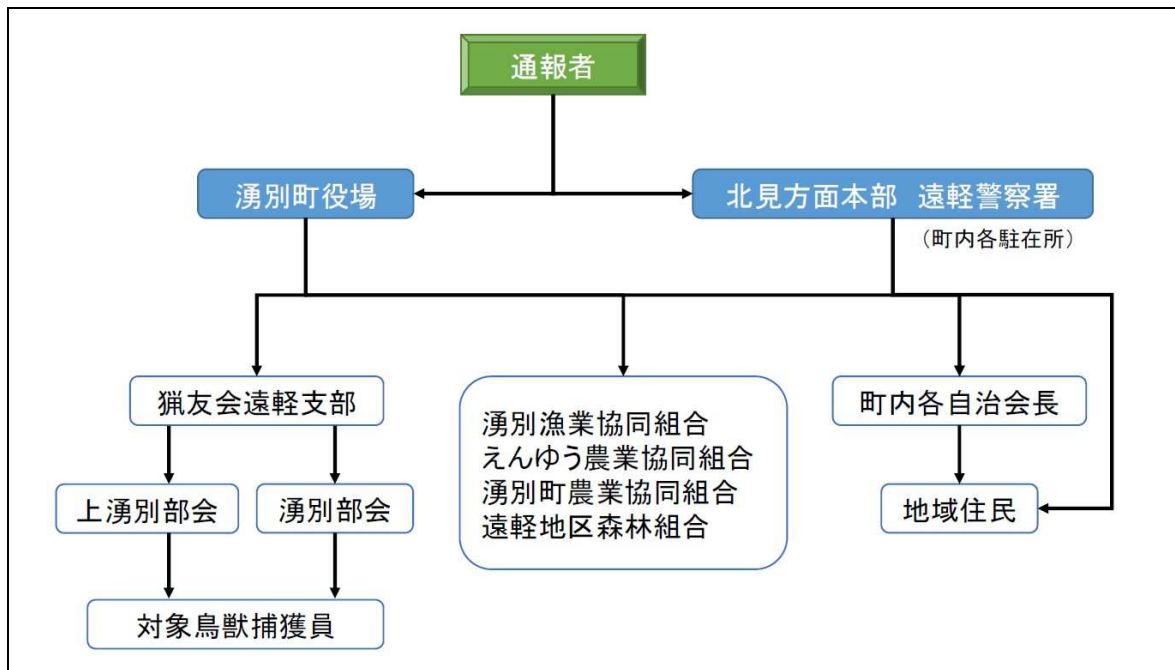 通報者
湧別町役場
北見方面本部 遠軽警察署
（町内各駐在所）
猟友会遠軽支部
湧別漁業協同組合
えんゆう農業協同組合
湧別町農業協同組合
遠軽地区森林組合
町内各自治会長
上湧別部会
湧別部会
地域住民
対象鳥獣捕獲員